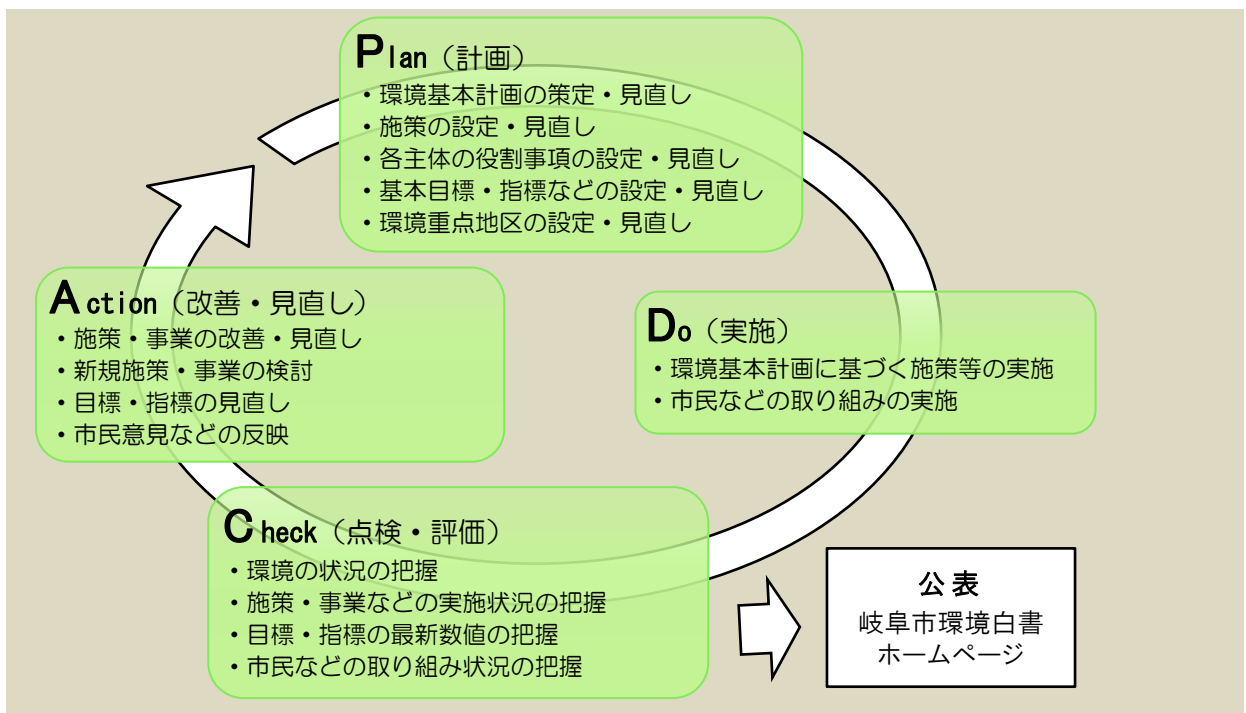 Plan（計画）
・環境基本計画の策定・見直し
・施策の設定・見直し
・各主体の役割事項の設定・見直し
・基本目標・指標などの設定・見直し
・環境重点地区の設定・見直し
Do（実施）
・環境基本計画に基づく施策等の実施
・市民などの取り組みの実施
Check（点検・評価）
・環境の状況の把握
・施策・事業などの実施状況の把握
・目標・指標の最新数値の把握
・市民などの取り組み状況の把握
公表
岐阜市環境白書
ホームページ
Action（改善・見直し）
・施策・事業の改善・見直し
・新規施策・事業の検討
・目標・指標の見直し
・市民意見などの反映